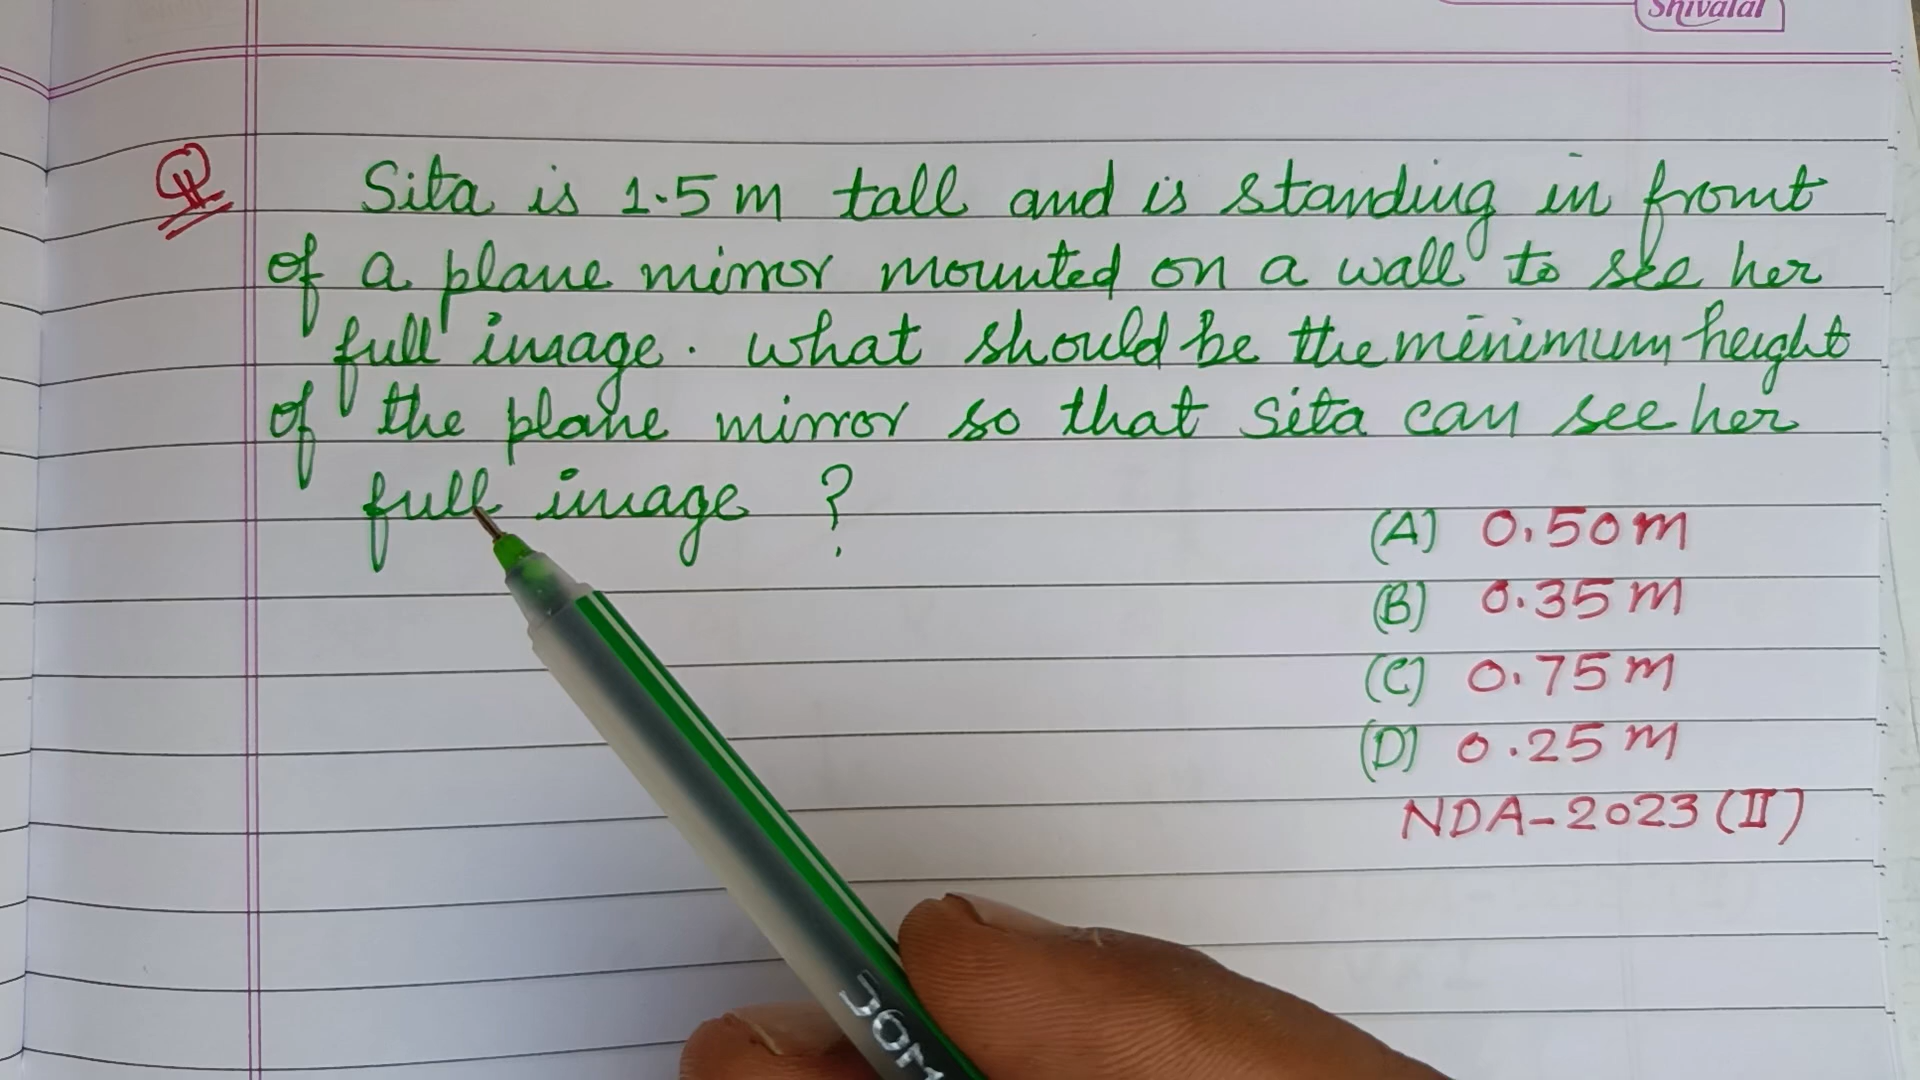 Shivalal
Q Sita is 1.5 m tall and is standing in front
of a plane mirror mounted on a wall to see her
full image. what should be the minimum height
of the plane mirror so that Sita can see her
full image ?
(A) 0.50 m
(B) 0.35 m
(C) 0.75 m
(D) 0.25 m
NDA-2023 (II)